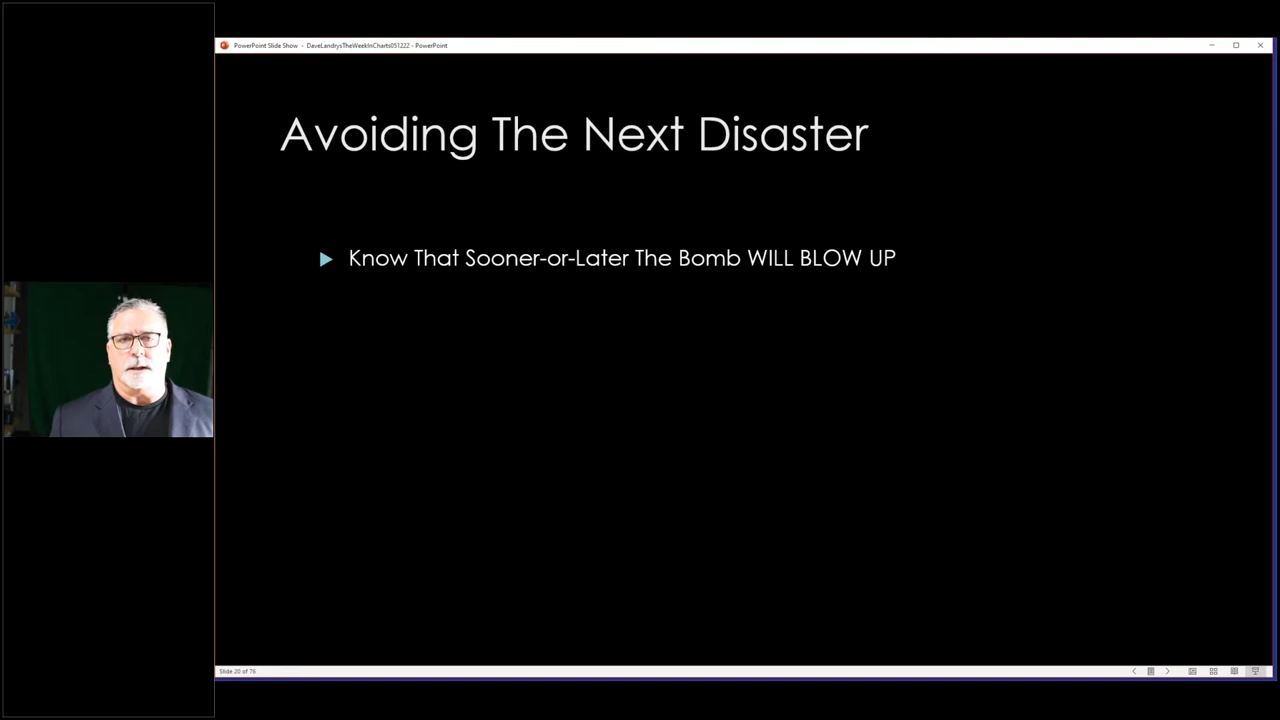 PowerPoint Slide Show - DaveLandrysTheWeekInCharts051222 - PowerPoint
Avoiding The Next Disaster
Know That Sooner-or-Later The Bomb WILL BLOW UP
Slide 20 of 76